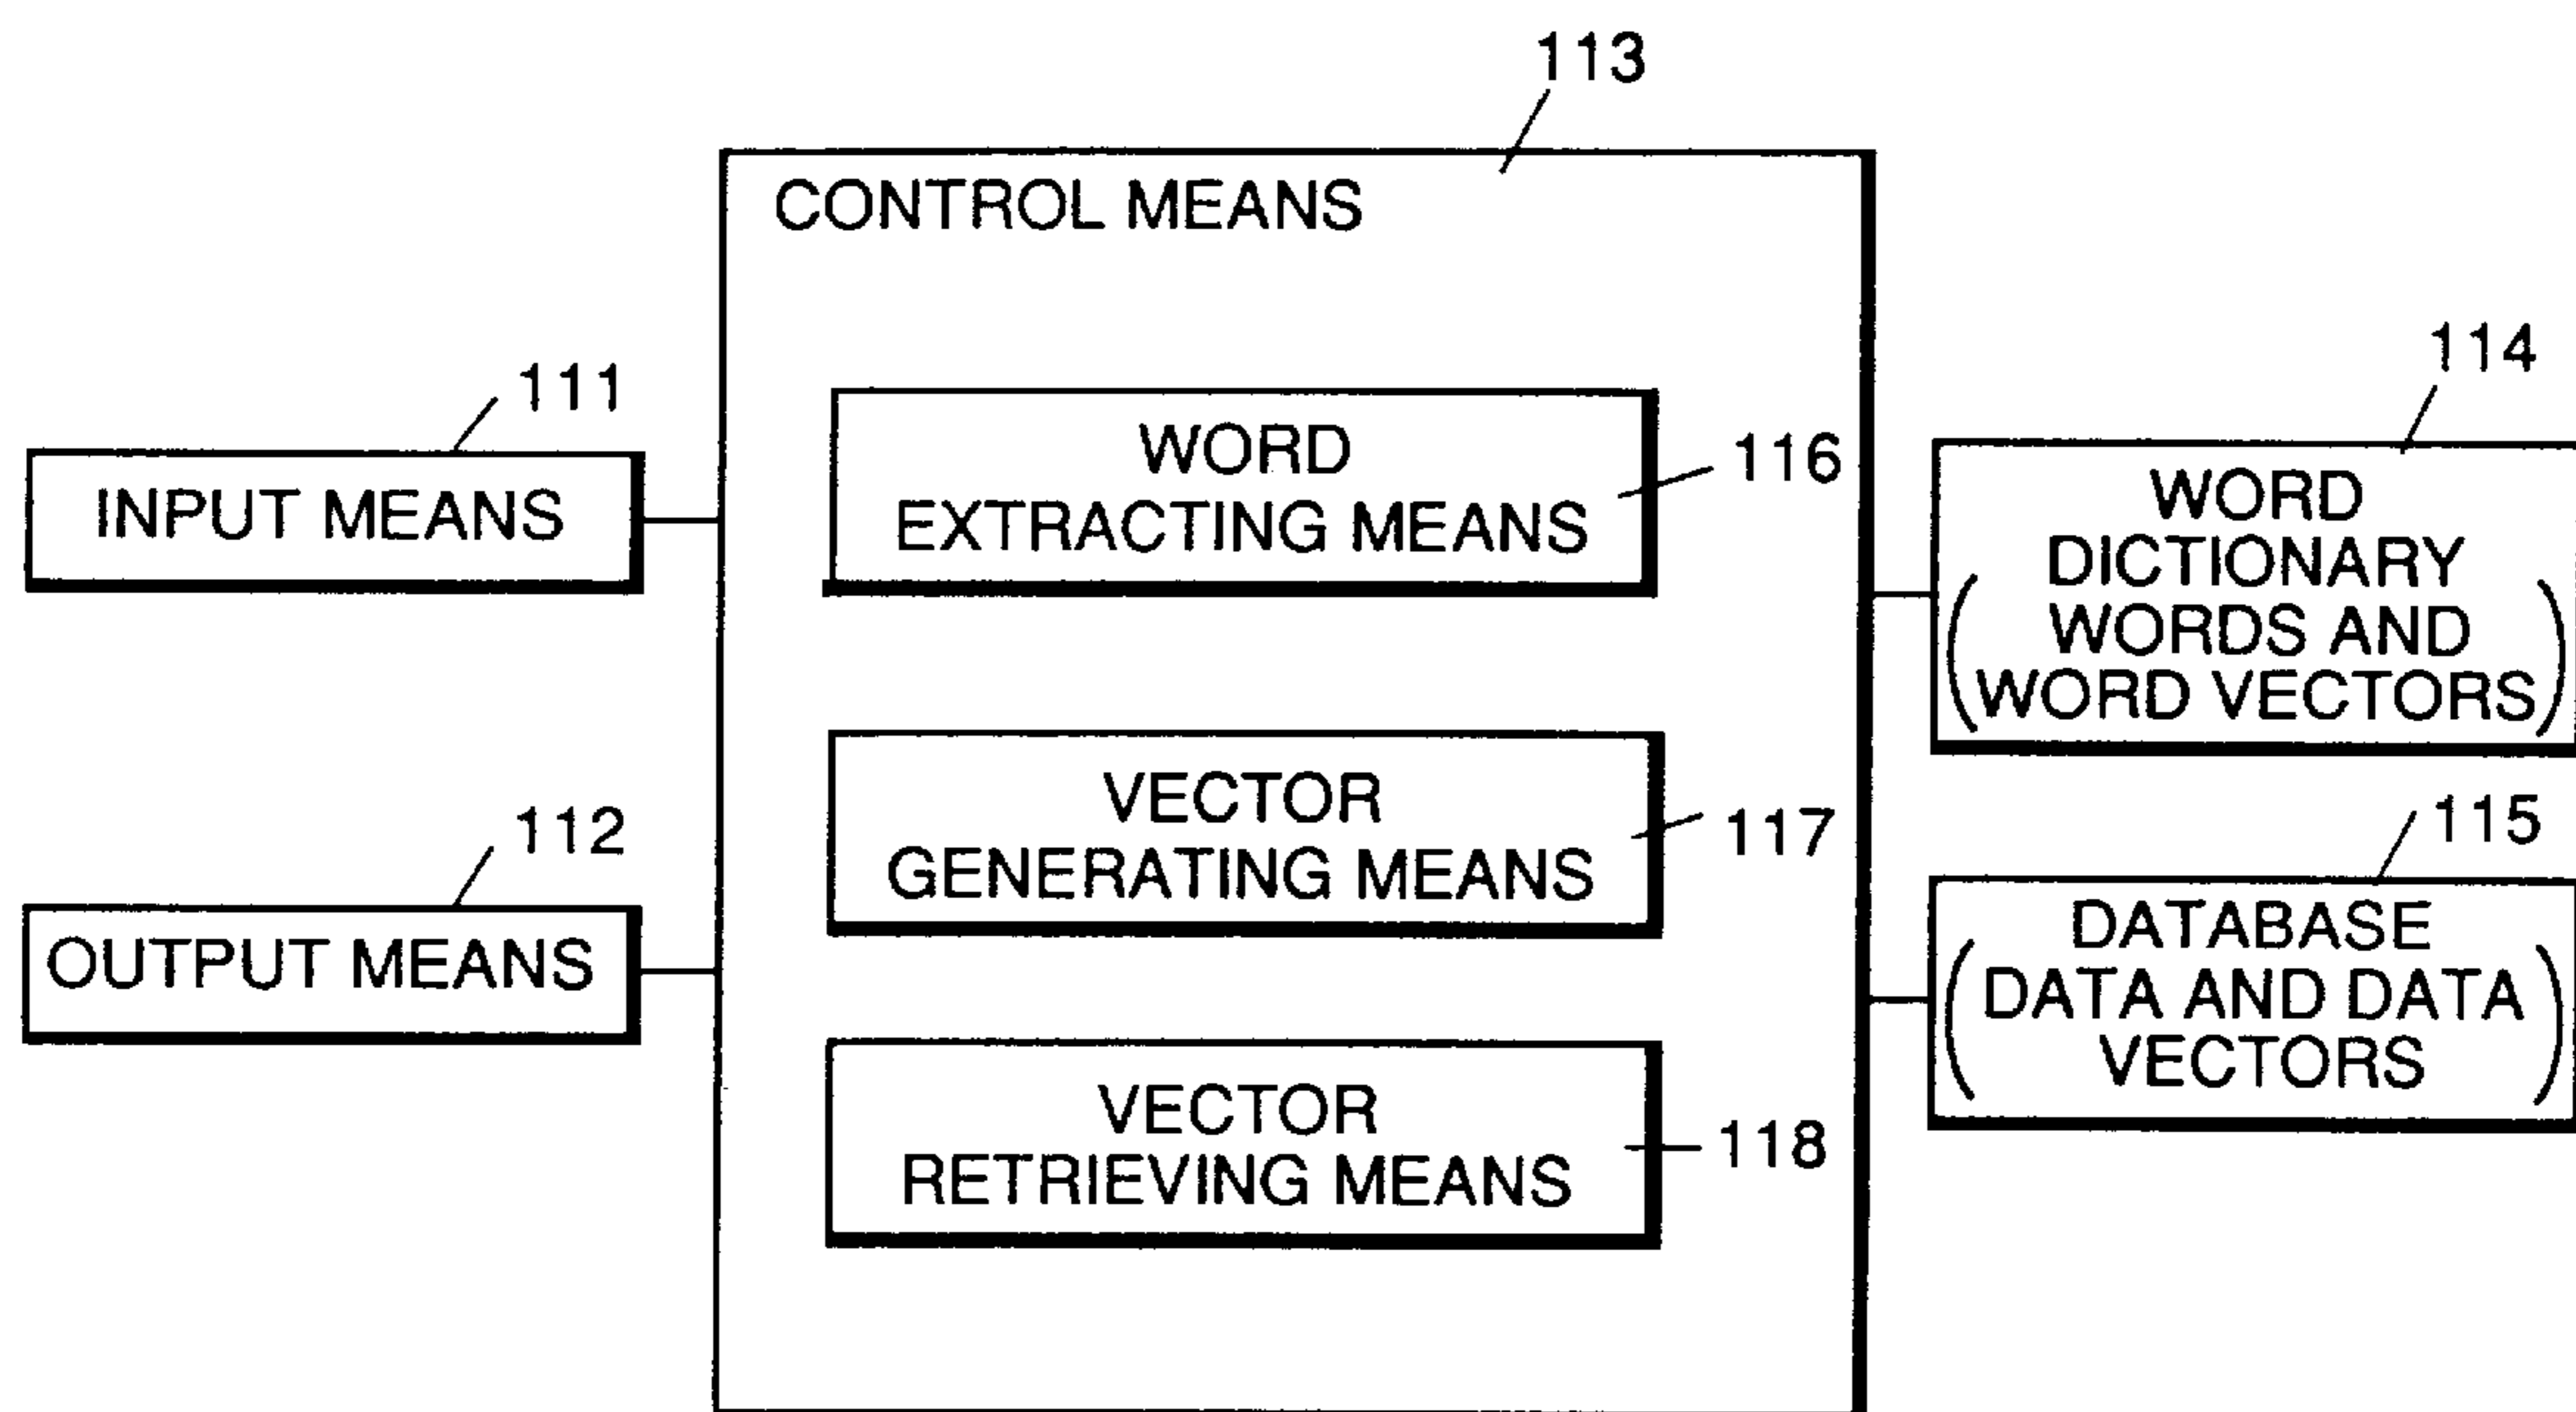 113
CONTROL MEANS
111
INPUT MEANS
112
OUTPUT MEANS
WORD
EXTRACTING MEANS
116
VECTOR
GENERATING MEANS
117
VECTOR
RETRIEVING MEANS
118
114
WORD
DICTIONARY
(WORDS AND
WORD VECTORS)
115
DATABASE
(DATA AND DATA
VECTORS)